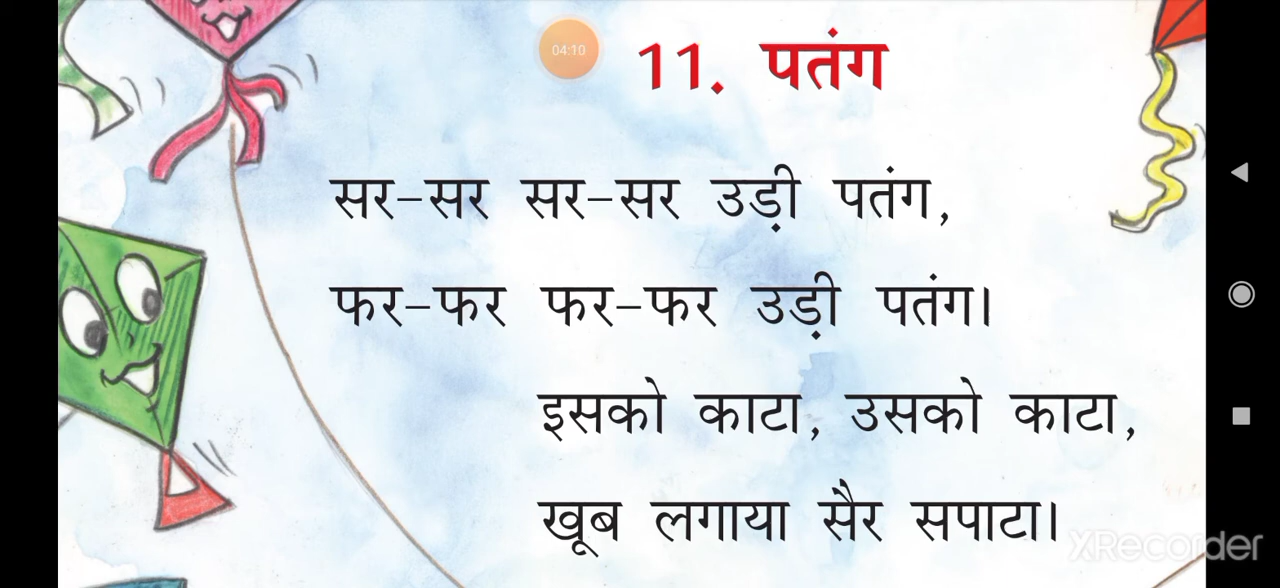 04:10
11. पतंग
सर-सर सर-सर उड़ी पतंग,
फर-फर फर-फर उड़ी पतंग।
इसको काटा, उसको काटा,
खूब लगाया सैर सपाटा।
XRecorder